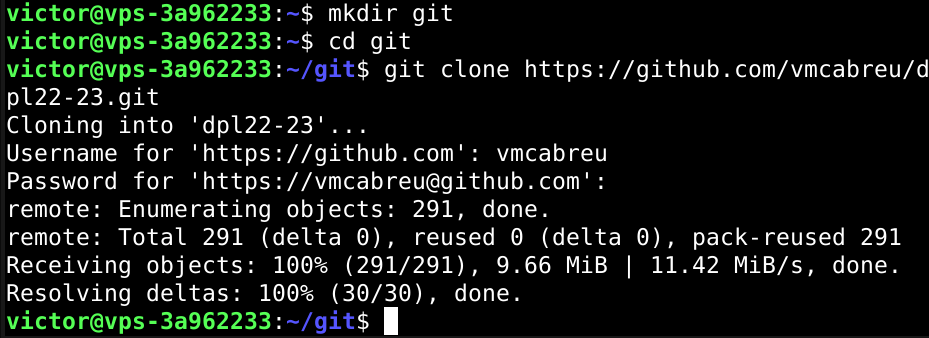 victor@vps-3a962233:~$ mkdir git
victor@vps-3a962233:~$ cd git
victor@vps-3a962233:~/git$ git clone https://github.com/vmcabreu/d
pl22-23.git
Cloning into 'dpl22-23'...
Username for 'https://github.com': vmcabreu
Password for 'https://vmcabreu@github.com':
remote: Enumerating objects: 291, done.
remote: Total 291 (delta 0), reused 0 (delta 0), pack-reused 291
Receiving objects: 100% (291/291), 9.66 MiB | 11.42 MiB/s, done.
Resolving deltas: 100% (30/30), done.
victor@vps-3a962233:~/git$